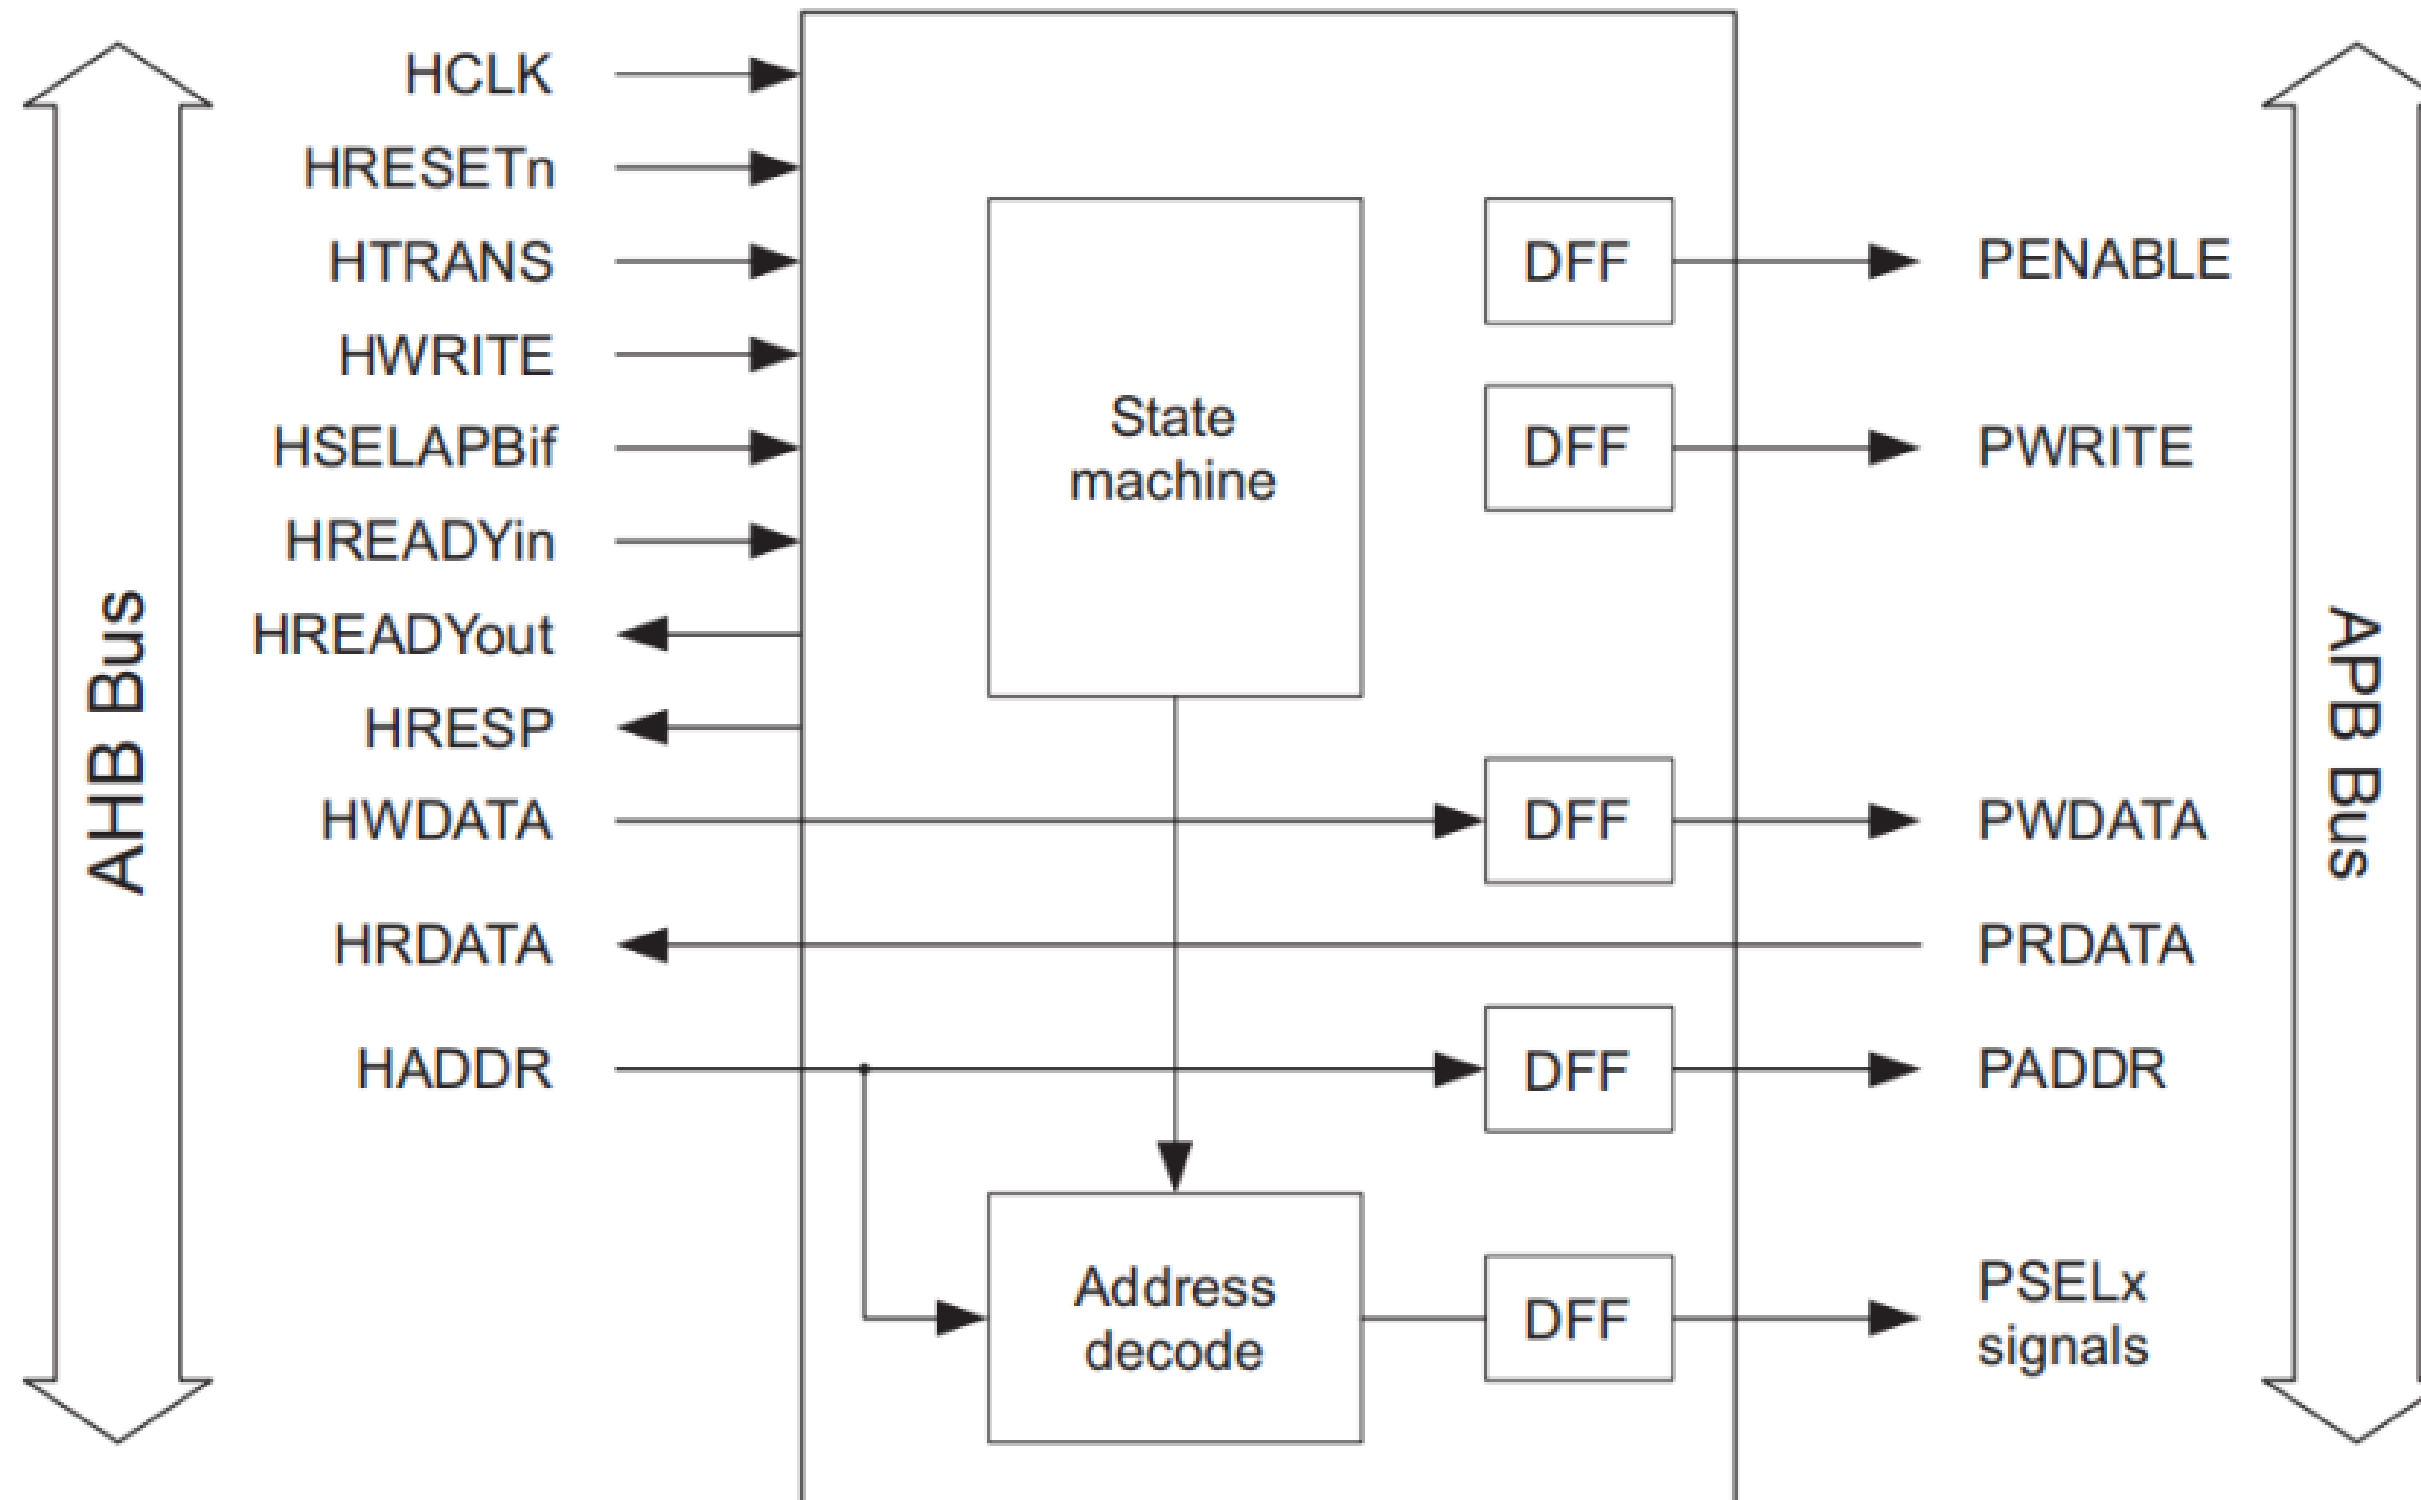 AHB Bus
HCLK
HRESETn
HTRANS
HWRITE
HSELAPBif
HREADYin
HREADYout
HRESP
HWDATA
HRDATA
HADDR
State
machine
Address
decode
DFF
DFF
DFF
DFF
DFF
PENABLE
PWRITE
PWDATA
PRDATA
PADDR
PSELx
signals
APB Bus